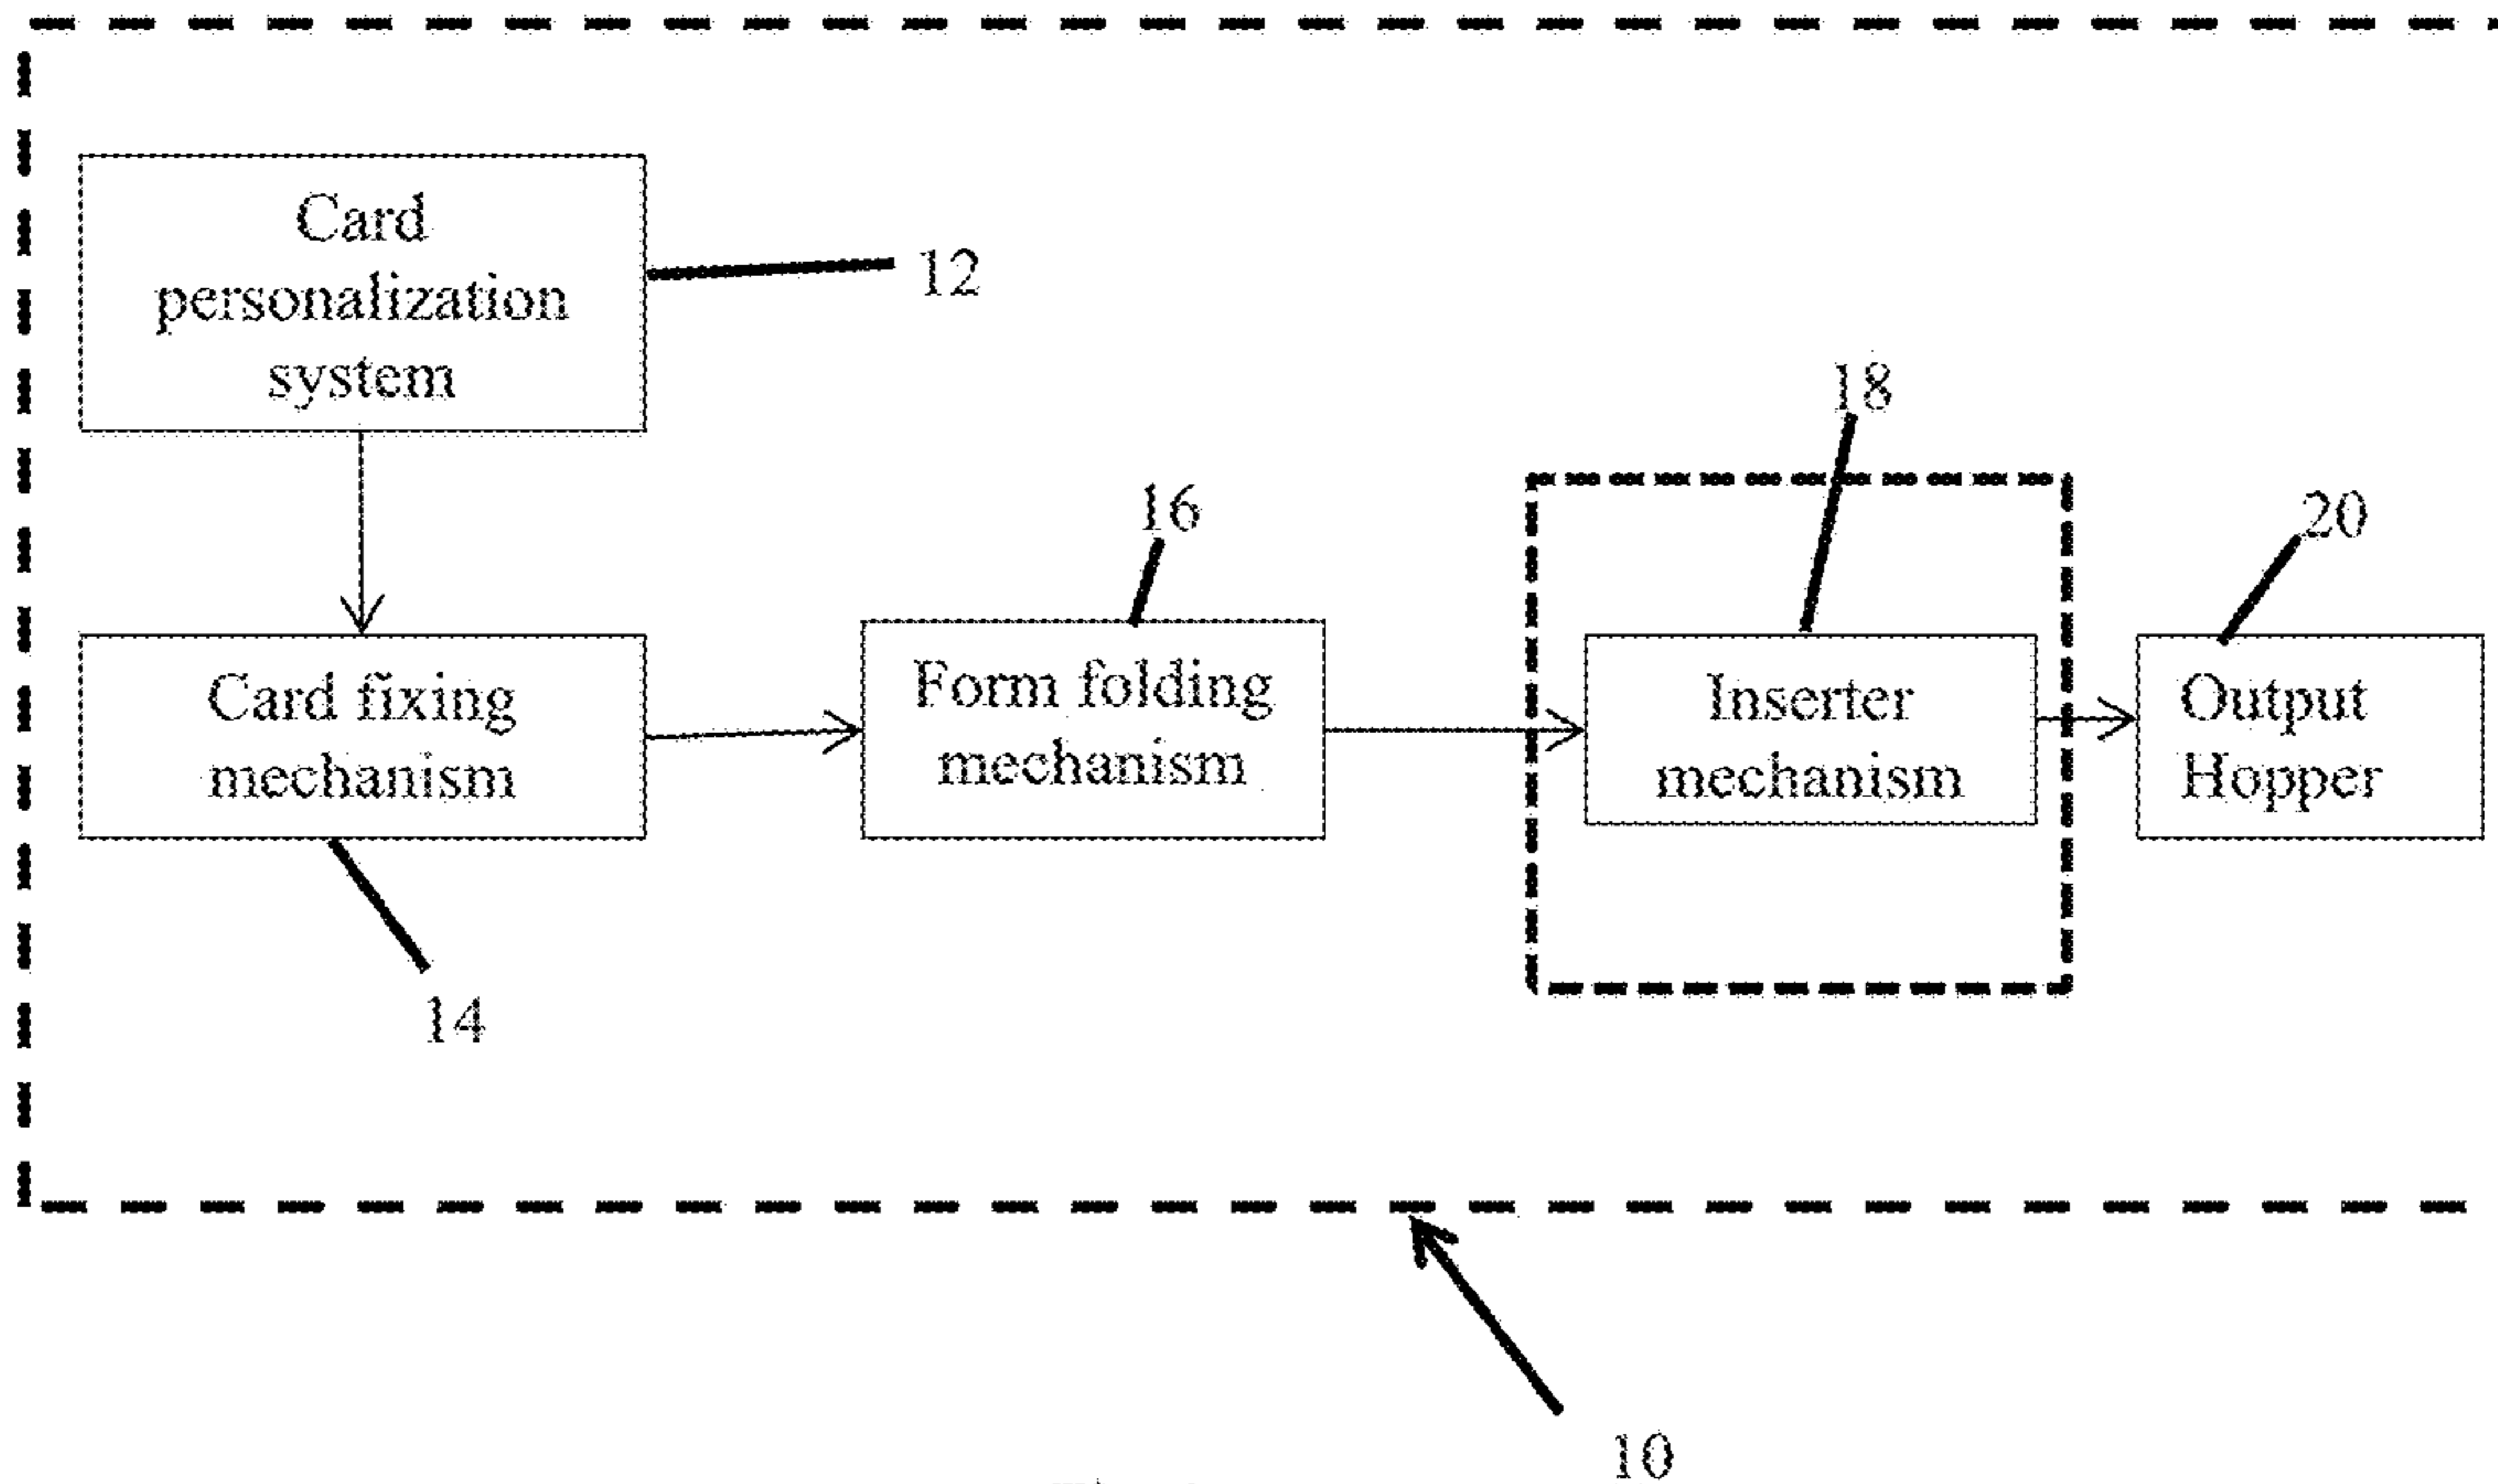 Card
personalization
system
12
18
16
20
Card fixing
mechanism
Form folding
mechanism
Inserter
mechanism
Output
Hopper
14
10